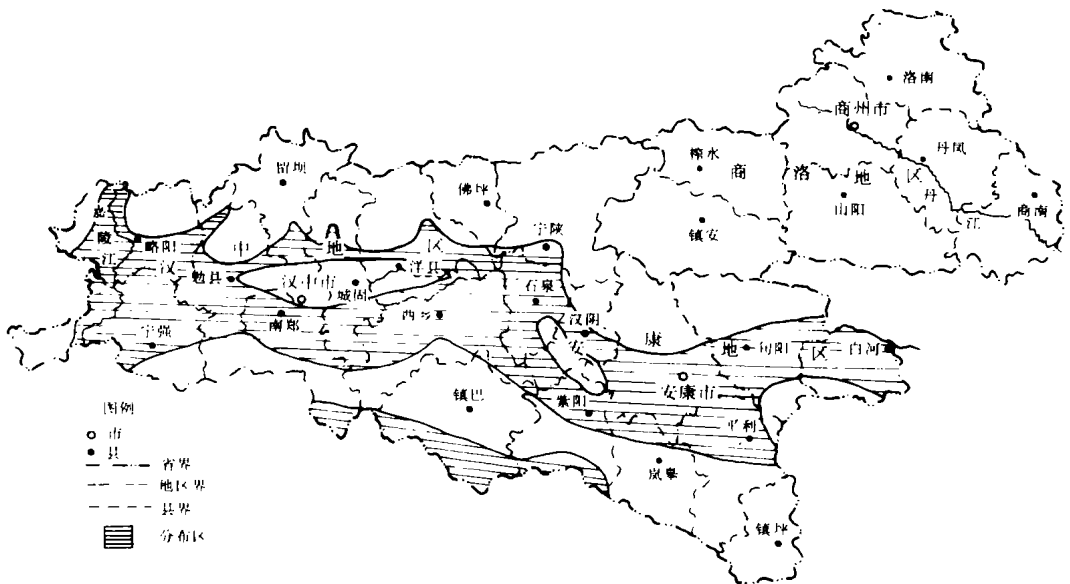 洛南
商州市
丹凤
柞水
商
洛
地
区
丹
江
山阳
商南
镇安
留坝
佛坪
宁陕
嘉
陵
江
略阳
汉
中
地
区
勉县
汉中市
城固
洋县
石泉
南郑
西乡
宁强
汉阴
安
康
地
区
旬阳
白河
安康市
紫阳
平利
镇巴
岚皋
镇坪
图例
市
县
省界
地区界
县界
分布区